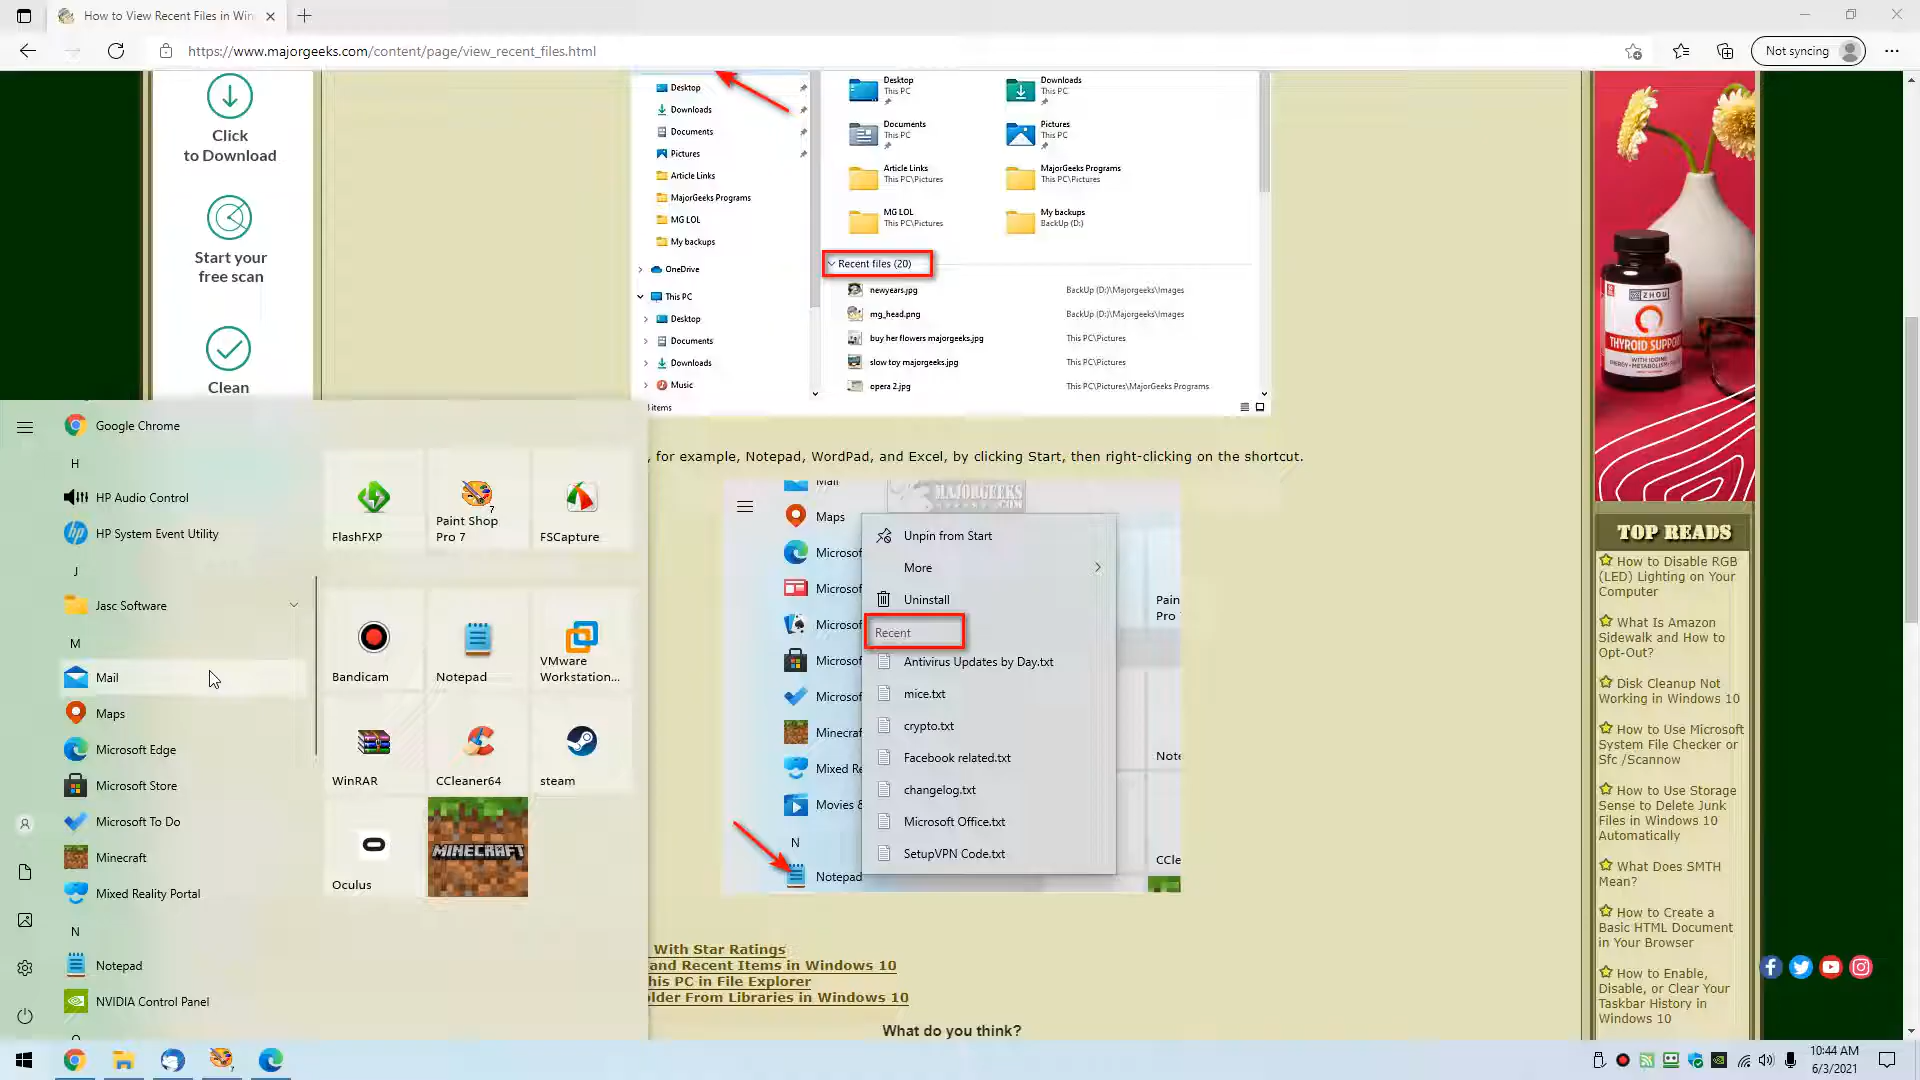 How to View Recent Files in Win
https://www.majorgeeks.com/content/page/view_recent_files.html
Not syncing
Click
to Download
Start your
free scan
Clean
Desktop
Downloads
Documents
Pictures
Article Links
MajorGeeks Programs
MG LOL
My backups
OneDrive
This PC
Desktop
Documents
Downloads
Music
items
Desktop
This PC
Downloads
This PC
Documents
This PC
Pictures
This PC
Article Links
This PC\Pictures
MajorGeeks Programs
This PC\Pictures
MG LOL
This PC\Pictures
My backups
BackUp (D:)
Recent files (20)
newyears.jpg BackUp (D:)\Majorgeeks\Images
mg_head.png BackUp (D:)\Majorgeeks\Images
buy her flowers majorgeeks.jpg This PC\Pictures
slow toy majorgeeks.jpg This PC\Pictures
opera 2.jpg This PC\Pictures\MajorGeeks Programs
, for example, Notepad, WordPad, and Excel, by clicking Start, then right-clicking on the shortcut.
Google Chrome
H
HP Audio Control
HP System Event Utility
J
Jasc Software
M
Mail
Maps
Microsoft Edge
Microsoft Store
Microsoft To Do
Minecraft
Mixed Reality Portal
N
Notepad
NVIDIA Control Panel
FlashFXP
Paint Shop
Pro 7
FSCapture
Bandicam
Notepad
VMware
Workstation...
WinRAR
CCleaner64
steam
Oculus
MINECRAFT
Mail
Maps
Microsof
Microsof
Microsof
Microsof
Microsof
Minecraf
Mixed Re
Movies &
N
Notepad
MAJORGEEKS
.COM
Unpin from Start
More
Uninstall
Recent
Antivirus Updates by Day.txt
mice.txt
crypto.txt
Facebook related.txt
changelog.txt
Microsoft Office.txt
SetupVPN Code.txt
Pain
Pro 7
Note
CCle
With Star Ratings
and Recent Items in Windows 10
his PC in File Explorer
older From Libraries in Windows 10
What do you think?
ZHOU
THYROID SUPPORT
WITH IODINE
ENERGY • METABOLISM
TOP READS
How to Disable RGB
(LED) Lighting on Your
Computer
What Is Amazon
Sidewalk and How to
Opt-Out?
Disk Cleanup Not
Working in Windows 10
How to Use Microsoft
System File Checker or
Sfc /Scannow
How to Use Storage
Sense to Delete Junk
Files in Windows 10
Automatically
What Does SMTH
Mean?
How to Create a
Basic HTML Document
in Your Browser
How to Enable,
Disable, or Clear Your
Taskbar History in
Windows 10
10:44 AM
6/3/2021